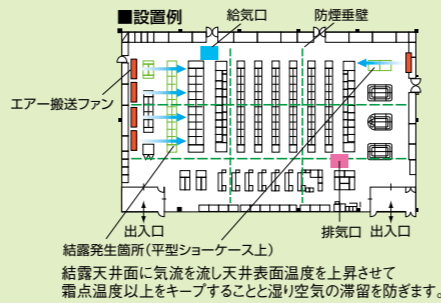 ■設置例
給気口
防煙垂壁
エアー搬送ファン
出入口
排気口
出入口
結露発生箇所(平型ショーケース上)
結露天井面に気流を流し天井表面温度を上昇させて
霜点温度以上をキープすることと湿り空気の滞留を防ぎます。